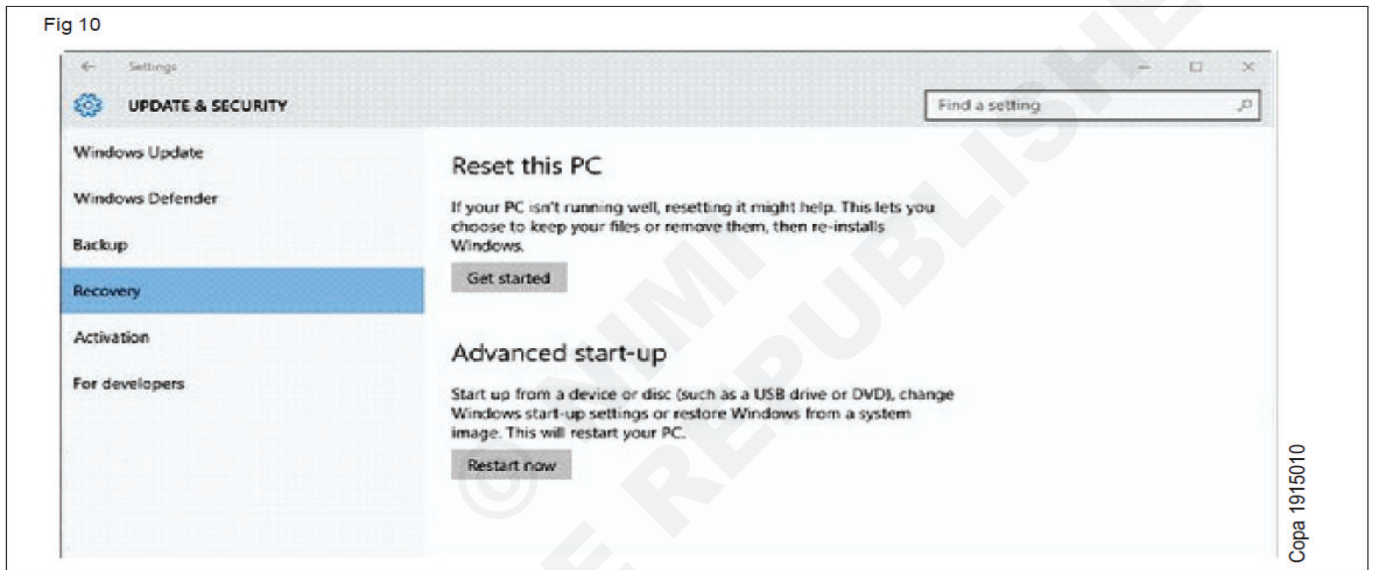 Fig 10
Settings
UPDATE & SECURITY
Find a setting
Windows Update
Windows Defender
Backup
Recovery
Activation
For developers
Reset this PC
If your PC isn't running well, resetting it might help. This lets you
choose to keep your files or remove them, then re-installs
Windows.
Get started
Advanced start-up
Start up from a device or disc (such as a USB drive or DVD), change
Windows start-up settings or restore Windows from a system
image. This will restart your PC.
Restart now
Copa 1915010
© NIMI
E REPUBLISHE